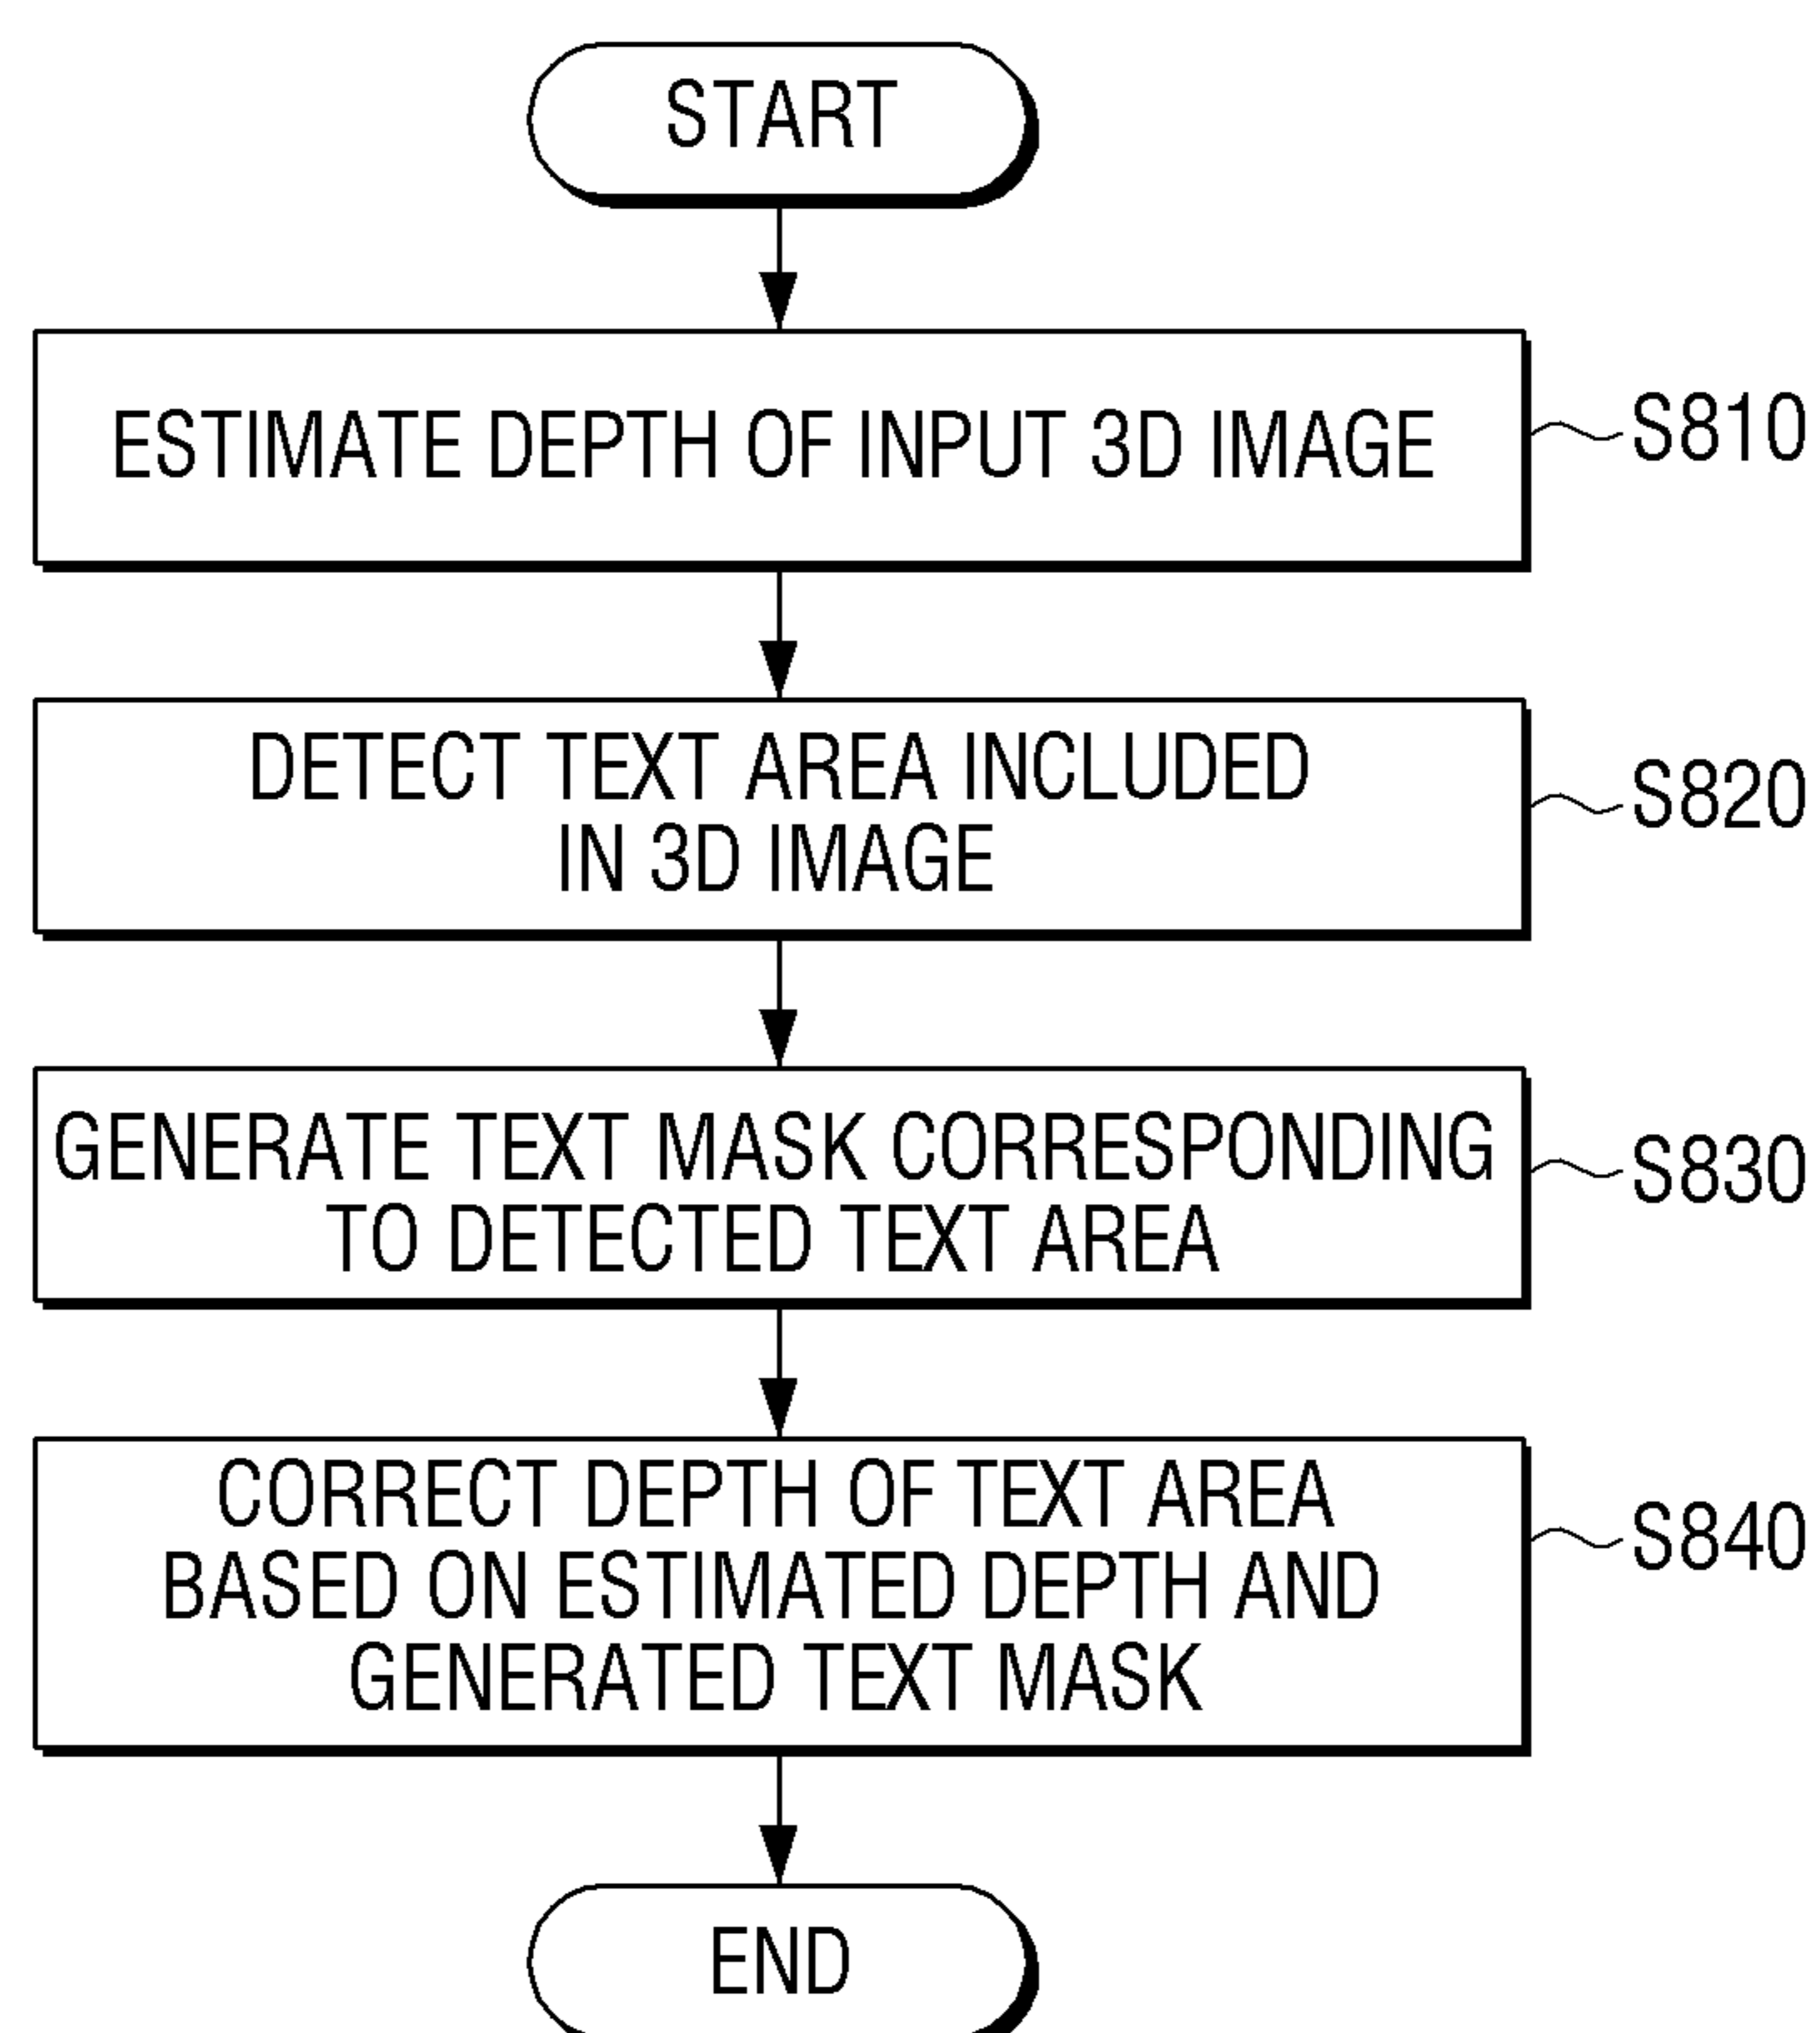 START
ESTIMATE DEPTH OF INPUT 3D IMAGE
S810
DETECT TEXT AREA INCLUDED
IN 3D IMAGE
S820
GENERATE TEXT MASK CORRESPONDING
TO DETECTED TEXT AREA
S830
CORRECT DEPTH OF TEXT AREA
BASED ON ESTIMATED DEPTH AND
GENERATED TEXT MASK
S840
END